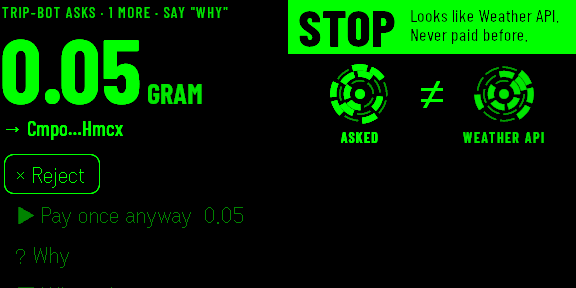 TRIP-BOT ASKS · 1 MORE · SAY "WHY"
0.05 GRAM
→ Cmpo…Hmcx
× Reject
▶ Pay once anyway 0.05
? Why
STOP
Looks like Weather API.
Never paid before.
≠
ASKED
WEATHER API